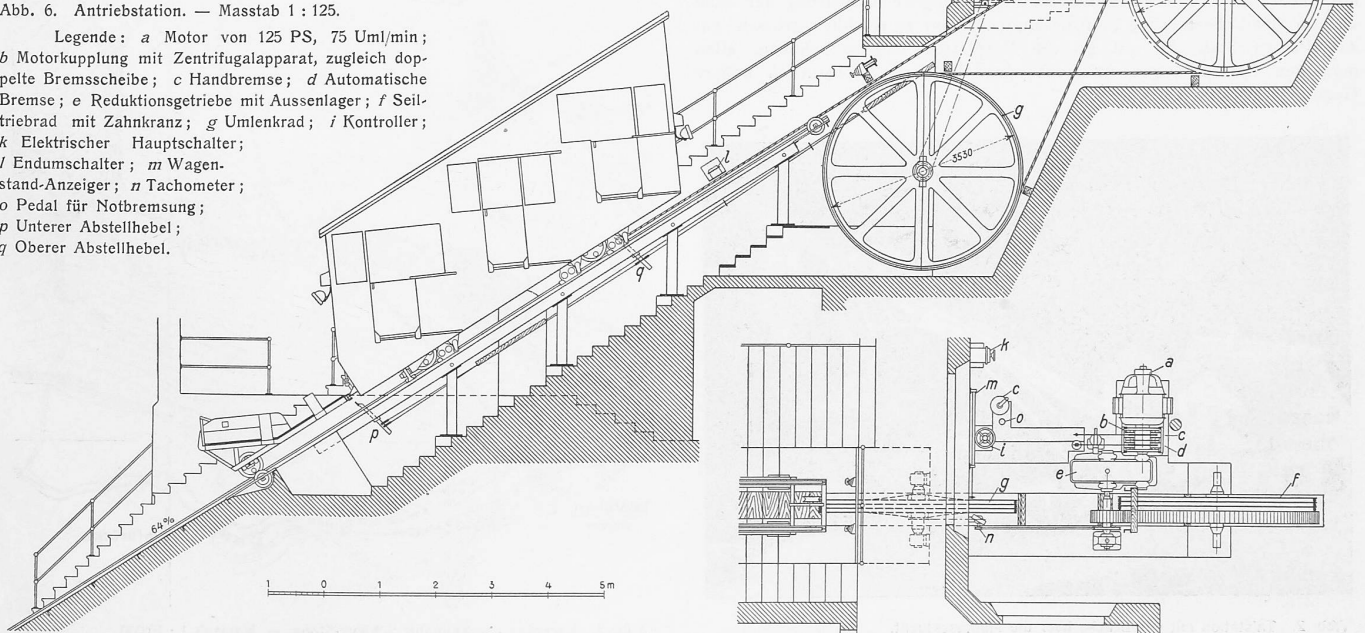 Abb. 6. Antriebstation. — Masstab 1 : 125.
Legende: a Motor von 125 PS, 75 Uml/min;
b Motorkupplung mit Zentrifugalapparat, zugleich dop-
pelte Bremsscheibe; c Handbremse; d Automatische
Bremse; e Reduktionsgetriebe mit Aussenlager; f Seil-
triebrad mit Zahnkranz; g Umlenkrad; i Kontroller;
k Elektrischer Hauptschalter;
l Endumschalter; m Wagen-
stand-Anzeiger; n Tachometer;
o Pedal für Notbremsung;
p Unterer Abstellhebel;
q Oberer Abstellhebel.
g
3530
l
q
p
64%
1 0 1 2 3 4 5 m
k
a
m
c
o
b
c
i
d
e
g
f
n